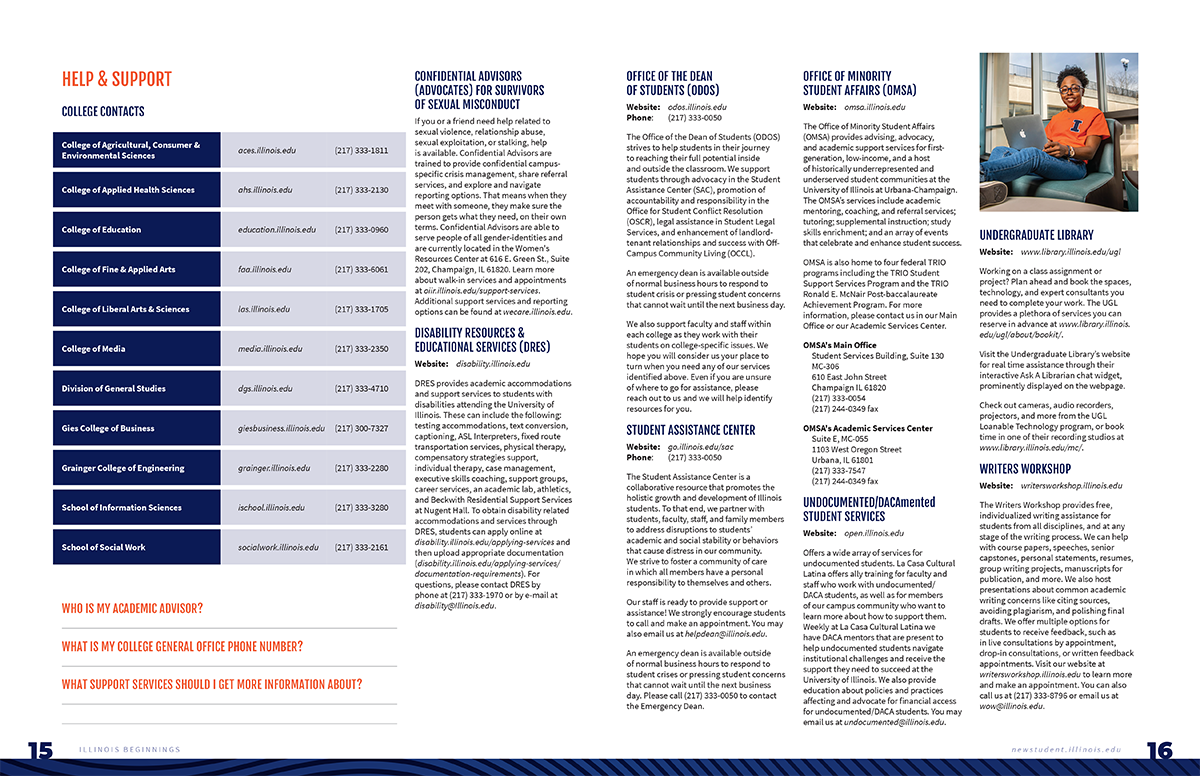 HELP & SUPPORT
COLLEGE CONTACTS
College of Agricultural, Consumer &
Environmental Sciences
aces.illinois.edu
(217) 333-1811
College of Applied Health Sciences
ahs.illinois.edu
(217) 333-2130
College of Education
education.illinois.edu
(217) 333-0960
College of Fine & Applied Arts
faa.illinois.edu
(217) 333-6061
College of Liberal Arts & Sciences
las.illinois.edu
(217) 333-1705
College of Media
media.illinois.edu
(217) 333-2350
Division of General Studies
dgs.illinois.edu
(217) 333-4710
Gies College of Business
giesbusiness.illinois.edu
(217) 300-7327
Grainger College of Engineering
grainger.illinois.edu
(217) 333-2280
School of Information Sciences
ischool.illinois.edu
(217) 333-3280
School of Social Work
socialwork.illinois.edu
(217) 333-2161
WHO IS MY ACADEMIC ADVISOR?
WHAT IS MY COLLEGE GENERAL OFFICE PHONE NUMBER?
WHAT SUPPORT SERVICES SHOULD I GET MORE INFORMATION ABOUT?
CONFIDENTIAL ADVISORS
(ADVOCATES) FOR SURVIVORS
OF SEXUAL MISCONDUCT
If you or a friend need help related to
sexual violence, relationship abuse,
sexual exploitation, or stalking, help
is available. Confidential Advisors are
trained to provide confidential campus-
specific crisis management, share referral
services, and explore and navigate
reporting options. That means when they
meet with someone, they make sure the
person gets what they need, on their own
terms. Confidential Advisors are able to
serve people of all gender-identities and
are currently located in the Women's
Resources Center at 616 E. Green St., Suite
202, Champaign, IL 61820. Learn more
about walk-in services and appointments
at oiir.illinois.edu/support-services.
Additional support services and reporting
options can be found at wecare.illinois.edu.
DISABILITY RESOURCES &
EDUCATIONAL SERVICES (DRES)
Website: disability.illinois.edu
DRES provides academic accommodations
and support services to students with
disabilities attending the University of
Illinois. These can include the following:
testing accommodations, text conversion,
captioning, ASL Interpreters, fixed route
transportation services, physical therapy,
compensatory strategies support,
individual therapy, case management,
executive skills coaching, support groups,
career services, an academic lab, athletics,
and Beckwith Residential Support Services
at Nugent Hall. To obtain disability related
accommodations and services through
DRES, students can apply online at
disability.illinois.edu/applying-services and
then upload appropriate documentation
(disability.illinois.edu/applying-services/
documentation-requirements). For
questions, please contact DRES by
phone at (217) 333-1970 or by e-mail at
disability@Illinois.edu.
OFFICE OF THE DEAN
OF STUDENTS (ODOS)
Website: odos.illinois.edu
Phone: (217) 333-0050
The Office of the Dean of Students (ODOS)
strives to help students in their journey
to reaching their full potential inside
and outside the classroom. We support
students through advocacy in the Student
Assistance Center (SAC), promotion of
accountability and responsibility in the
Office for Student Conflict Resolution
(OSCR), legal assistance in Student Legal
Services, and enhancement of landlord-
tenant relationships and success with Off-
Campus Community Living (OCCL).
An emergency dean is available outside
of normal business hours to respond to
student crisis or pressing student concerns
that cannot wait until the next business day.
We also support faculty and staff within
each college as they work with their
students on college-specific issues. We
hope you will consider us your place to
turn when you need any of our services
identified above. Even if you are unsure
of where to go for assistance, please
reach out to us and we will help identify
resources for you.
STUDENT ASSISTANCE CENTER
Website: go.illinois.edu/sac
Phone: (217) 333-0050
The Student Assistance Center is a
collaborative resource that promotes the
holistic growth and development of Illinois
students. To that end, we partner with
students, faculty, staff, and family members
to address disruptions to students'
academic and social stability or behaviors
that cause distress in our community.
We strive to foster a community of care
in which all members have a personal
responsibility to themselves and others.
Our staff is ready to provide support or
assistance! We strongly encourage students
to call and make an appointment. You may
also email us at helpdean@illinois.edu.
An emergency dean is available outside
of normal business hours to respond to
student crises or pressing student concerns
that cannot wait until the next business
day. Please call (217) 333-0050 to contact
the Emergency Dean.
OFFICE OF MINORITY
STUDENT AFFAIRS (OMSA)
Website: omsa.illinois.edu
The Office of Minority Student Affairs
(OMSA) provides advising, advocacy,
and academic support services for first-
generation, low-income, and a host
of historically underrepresented and
underserved student communities at the
University of Illinois at Urbana-Champaign.
The OMSA's services include academic
mentoring, coaching, and referral services;
tutoring; supplemental instruction; study
skills enrichment; and an array of events
that celebrate and enhance student success.
OMSA is also home to four federal TRIO
programs including the TRIO Student
Support Services Program and the TRIO
Ronald E. McNair Post-baccalaureate
Achievement Program. For more
information, please contact us in our Main
Office or our Academic Services Center.
OMSA's Main Office
Student Services Building, Suite 130
MC-306
610 East John Street
Champaign IL 61820
(217) 333-0054
(217) 244-0349 fax
OMSA's Academic Services Center
Suite E, MC-055
1103 West Oregon Street
Urbana, IL 61801
(217) 333-7547
(217) 244-0349 fax
UNDOCUMENTED/DACAmented
STUDENT SERVICES
Website: open.illinois.edu
Offers a wide array of services for
undocumented students. La Casa Cultural
Latina offers ally training for faculty and
staff who work with undocumented/
DACA students, as well as for members
of our campus community who want to
learn more about how to support them.
Weekly at La Casa Cultural Latina we
have DACA mentors that are present to
help undocumented students navigate
institutional challenges and receive the
support they need to succeed at the
University of Illinois. We also provide
education about policies and practices
affecting and advocate for financial access
for undocumented/DACA students. You may
email us at undocumented@illinois.edu.
I
UNDERGRADUATE LIBRARY
Website: www.library.illinois.edu/ugl
Working on a class assignment or
project? Plan ahead and book the spaces,
technology, and expert consultants you
need to complete your work. The UGL
provides a plethora of services you can
reserve in advance at www.library.illinois.
edu/ugl/about/bookit/.
Visit the Undergraduate Library's website
for real time assistance through their
interactive Ask A Librarian chat widget,
prominently displayed on the webpage.
Check out cameras, audio recorders,
projectors, and more from the UGL
Loanable Technology program, or book
time in one of their recording studios at
www.library.illinois.edu/mc/.
WRITERS WORKSHOP
Website: writersworkshop.illinois.edu
The Writers Workshop provides free,
individualized writing assistance for
students from all disciplines, and at any
stage of the writing process. We can help
with course papers, speeches, senior
capstones, personal statements, resumes,
group writing projects, manuscripts for
publication, and more. We also host
presentations about common academic
writing concerns like citing sources,
avoiding plagiarism, and polishing final
drafts. We offer multiple options for
students to receive feedback, such as
in live consultations by appointment,
drop-in consultations, or written feedback
appointments. Visit our website at
writersworkshop.illinois.edu to learn more
and make an appointment. You can also
call us at (217) 333-8796 or email us at
wow@illinois.edu.
15
ILLINOIS BEGINNINGS
newstudent.illinois.edu
16